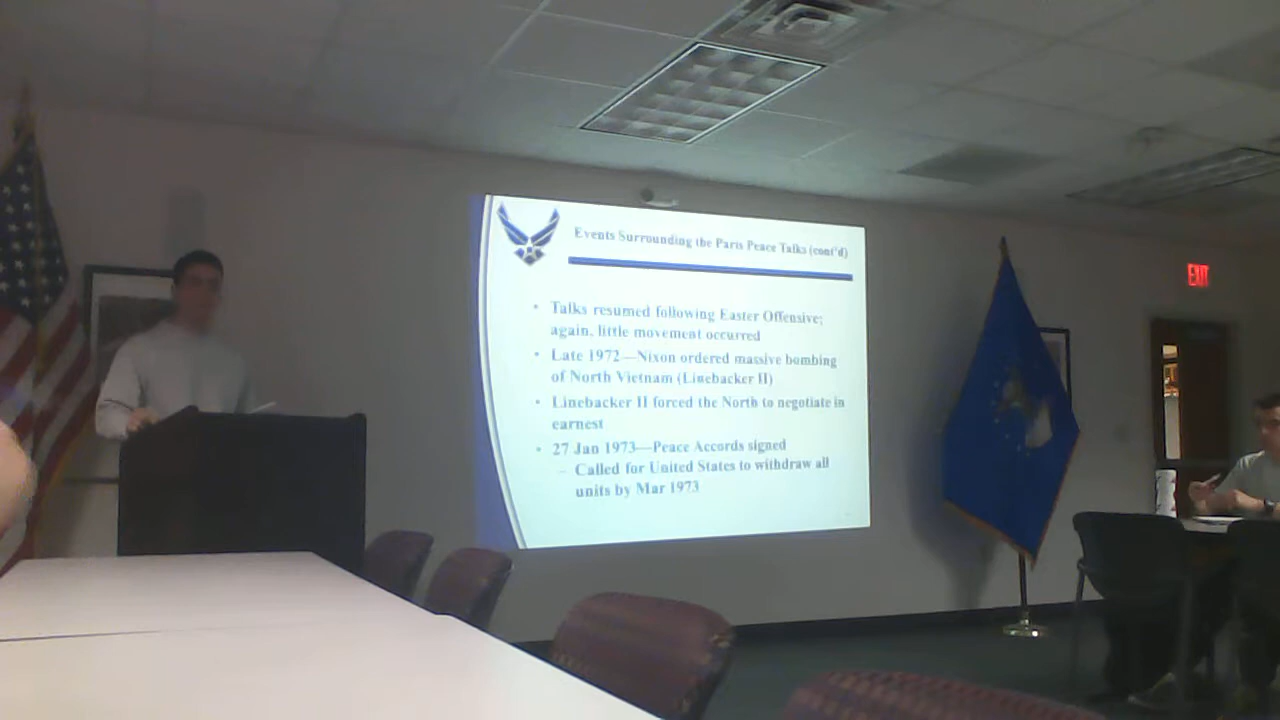 Events Surrounding the Paris Peace Talks (cont'd)
• Talks resumed following Easter Offensive;
again, little movement occurred
• Late 1972—Nixon ordered massive bombing
of North Vietnam (Linebacker II)
• Linebacker II forced the North to negotiate in
earnest
• 27 Jan 1973—Peace Accords signed
– Called for United States to withdraw all
units by Mar 1973
EXIT